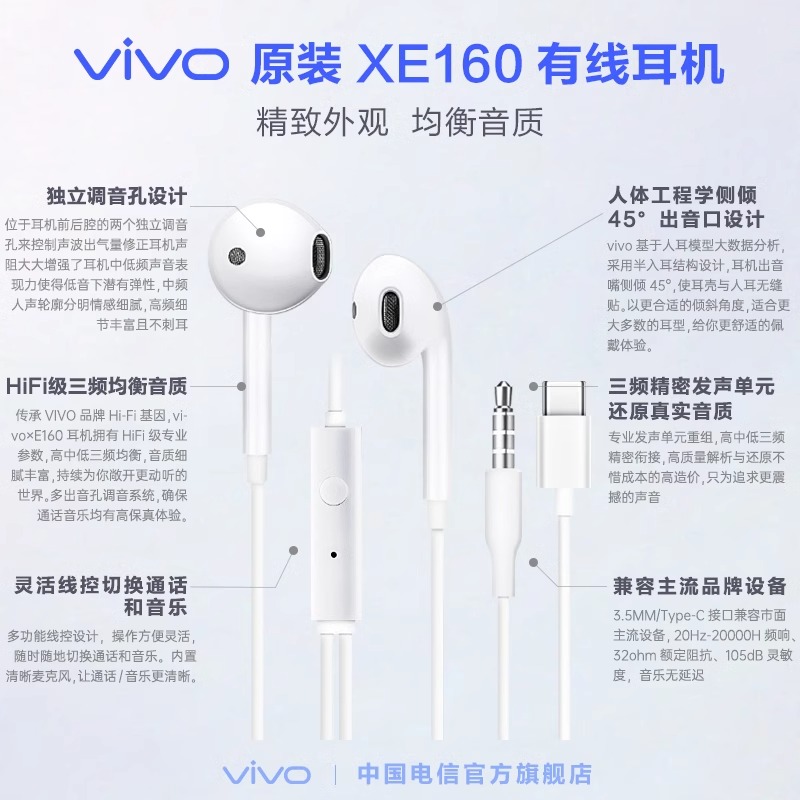 vivo 原装 XE160 有线耳机
精致外观 均衡音质
独立调音孔设计
位于耳机前后腔的两个独立调音
孔来控制声波出气量修正耳机声
阻大大增强了耳机中低频声音表
现力使得低音下潜有弹性，中频
人声轮廓分明情感细腻，高频细
节丰富且不刺耳
HiFi级三频均衡音质
传承 VIVO 品牌 Hi-Fi 基因，vi-
vo×E160 耳机拥有 HiFi 级专业
参数，高中低三频均衡，音质细
腻丰富，持续为你敞开更动听的
世界。多出音孔调音系统，确保
通话音乐均有高保真体验。
灵活线控切换通话
和音乐
多功能线控设计，操作方便灵活，
随时随地切换通话和音乐。内置
清晰麦克风，让通话/音乐更清晰。
人体工程学侧倾
45°出音口设计
vivo 基于人耳模型大数据分析，
采用半入耳结构设计，耳机出音
嘴侧倾 45°，使耳壳与人耳无缝
贴。以更合适的倾斜角度，适合更
大多数的耳型，给你更舒适的佩
戴体验。
三频精密发声单元
还原真实音质
专业发声单元重组，高中低三频
精密衔接，高质量解析与还原不
惜成本的高造价，只为追求更震
撼的声音
兼容主流品牌设备
3.5MM/Type-C 接口兼容市面
主流设备，20Hz-20000H 频响、
32ohm 额定阻抗、105dB 灵敏
度，音乐无延迟
vivo | 中国电信官方旗舰店